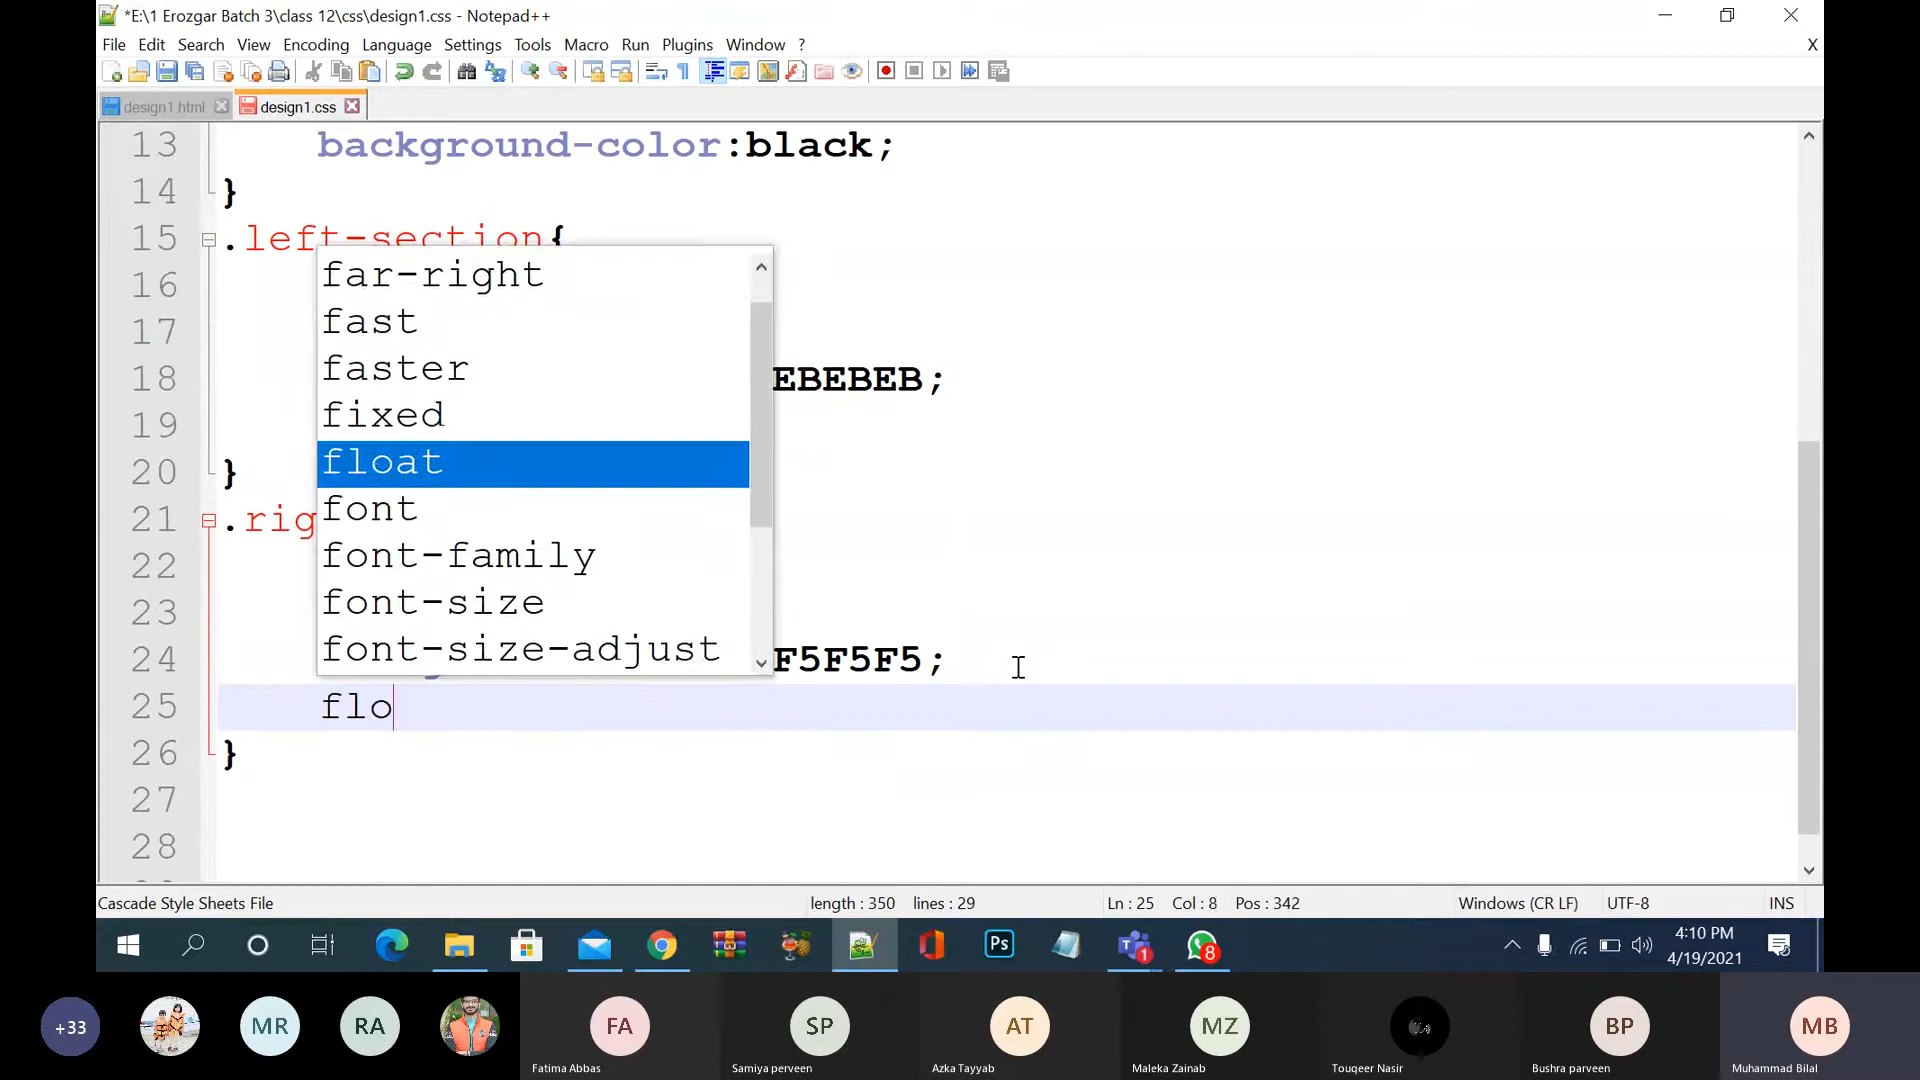 *E:\1 Erozgar Batch 3\class 12\css\design1.css - Notepad++
File Edit Search View Encoding Language Settings Tools Macro Run Plugins Window ? X
design1.html design1.css
13 background-color:black;
14 }
15 .left-section{
16
17
18 EBEBEB;
19
20 }
21 .rig
22
23
24 F5F5F5;
25 flo
26 }
27
28
far-right
fast
faster
fixed
float
font
font-family
font-size
font-size-adjust
Cascade Style Sheets File length : 350 lines : 29 Ln : 25 Col : 8 Pos : 342 Windows (CR LF) UTF-8 INS
Ps 1 8 4:10 PM
4/19/2021
+33 MR RA FA SP AT MZ BP MB
Fatima Abbas Samiya perveen Azka Tayyab Maleka Zainab Touqeer Nasir Bushra parveen Muhammad Bilal